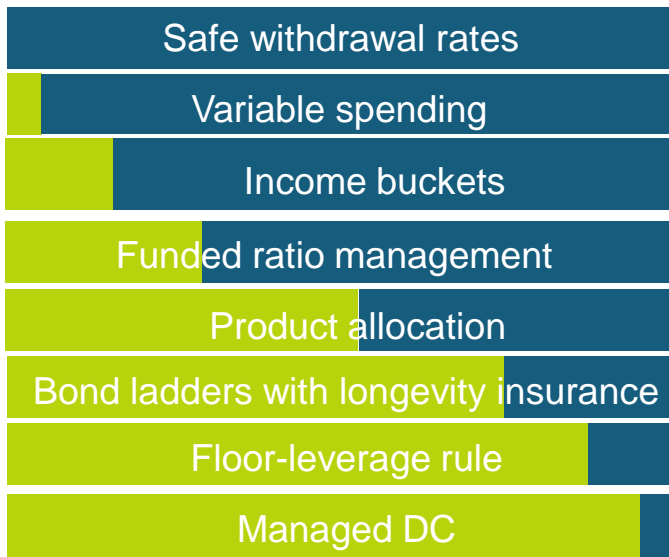 Safe withdrawal rates
Variable spending
Income buckets
Funded ratio management
Product allocation
Bond ladders with longevity insurance
Floor-leverage rule
Managed DC